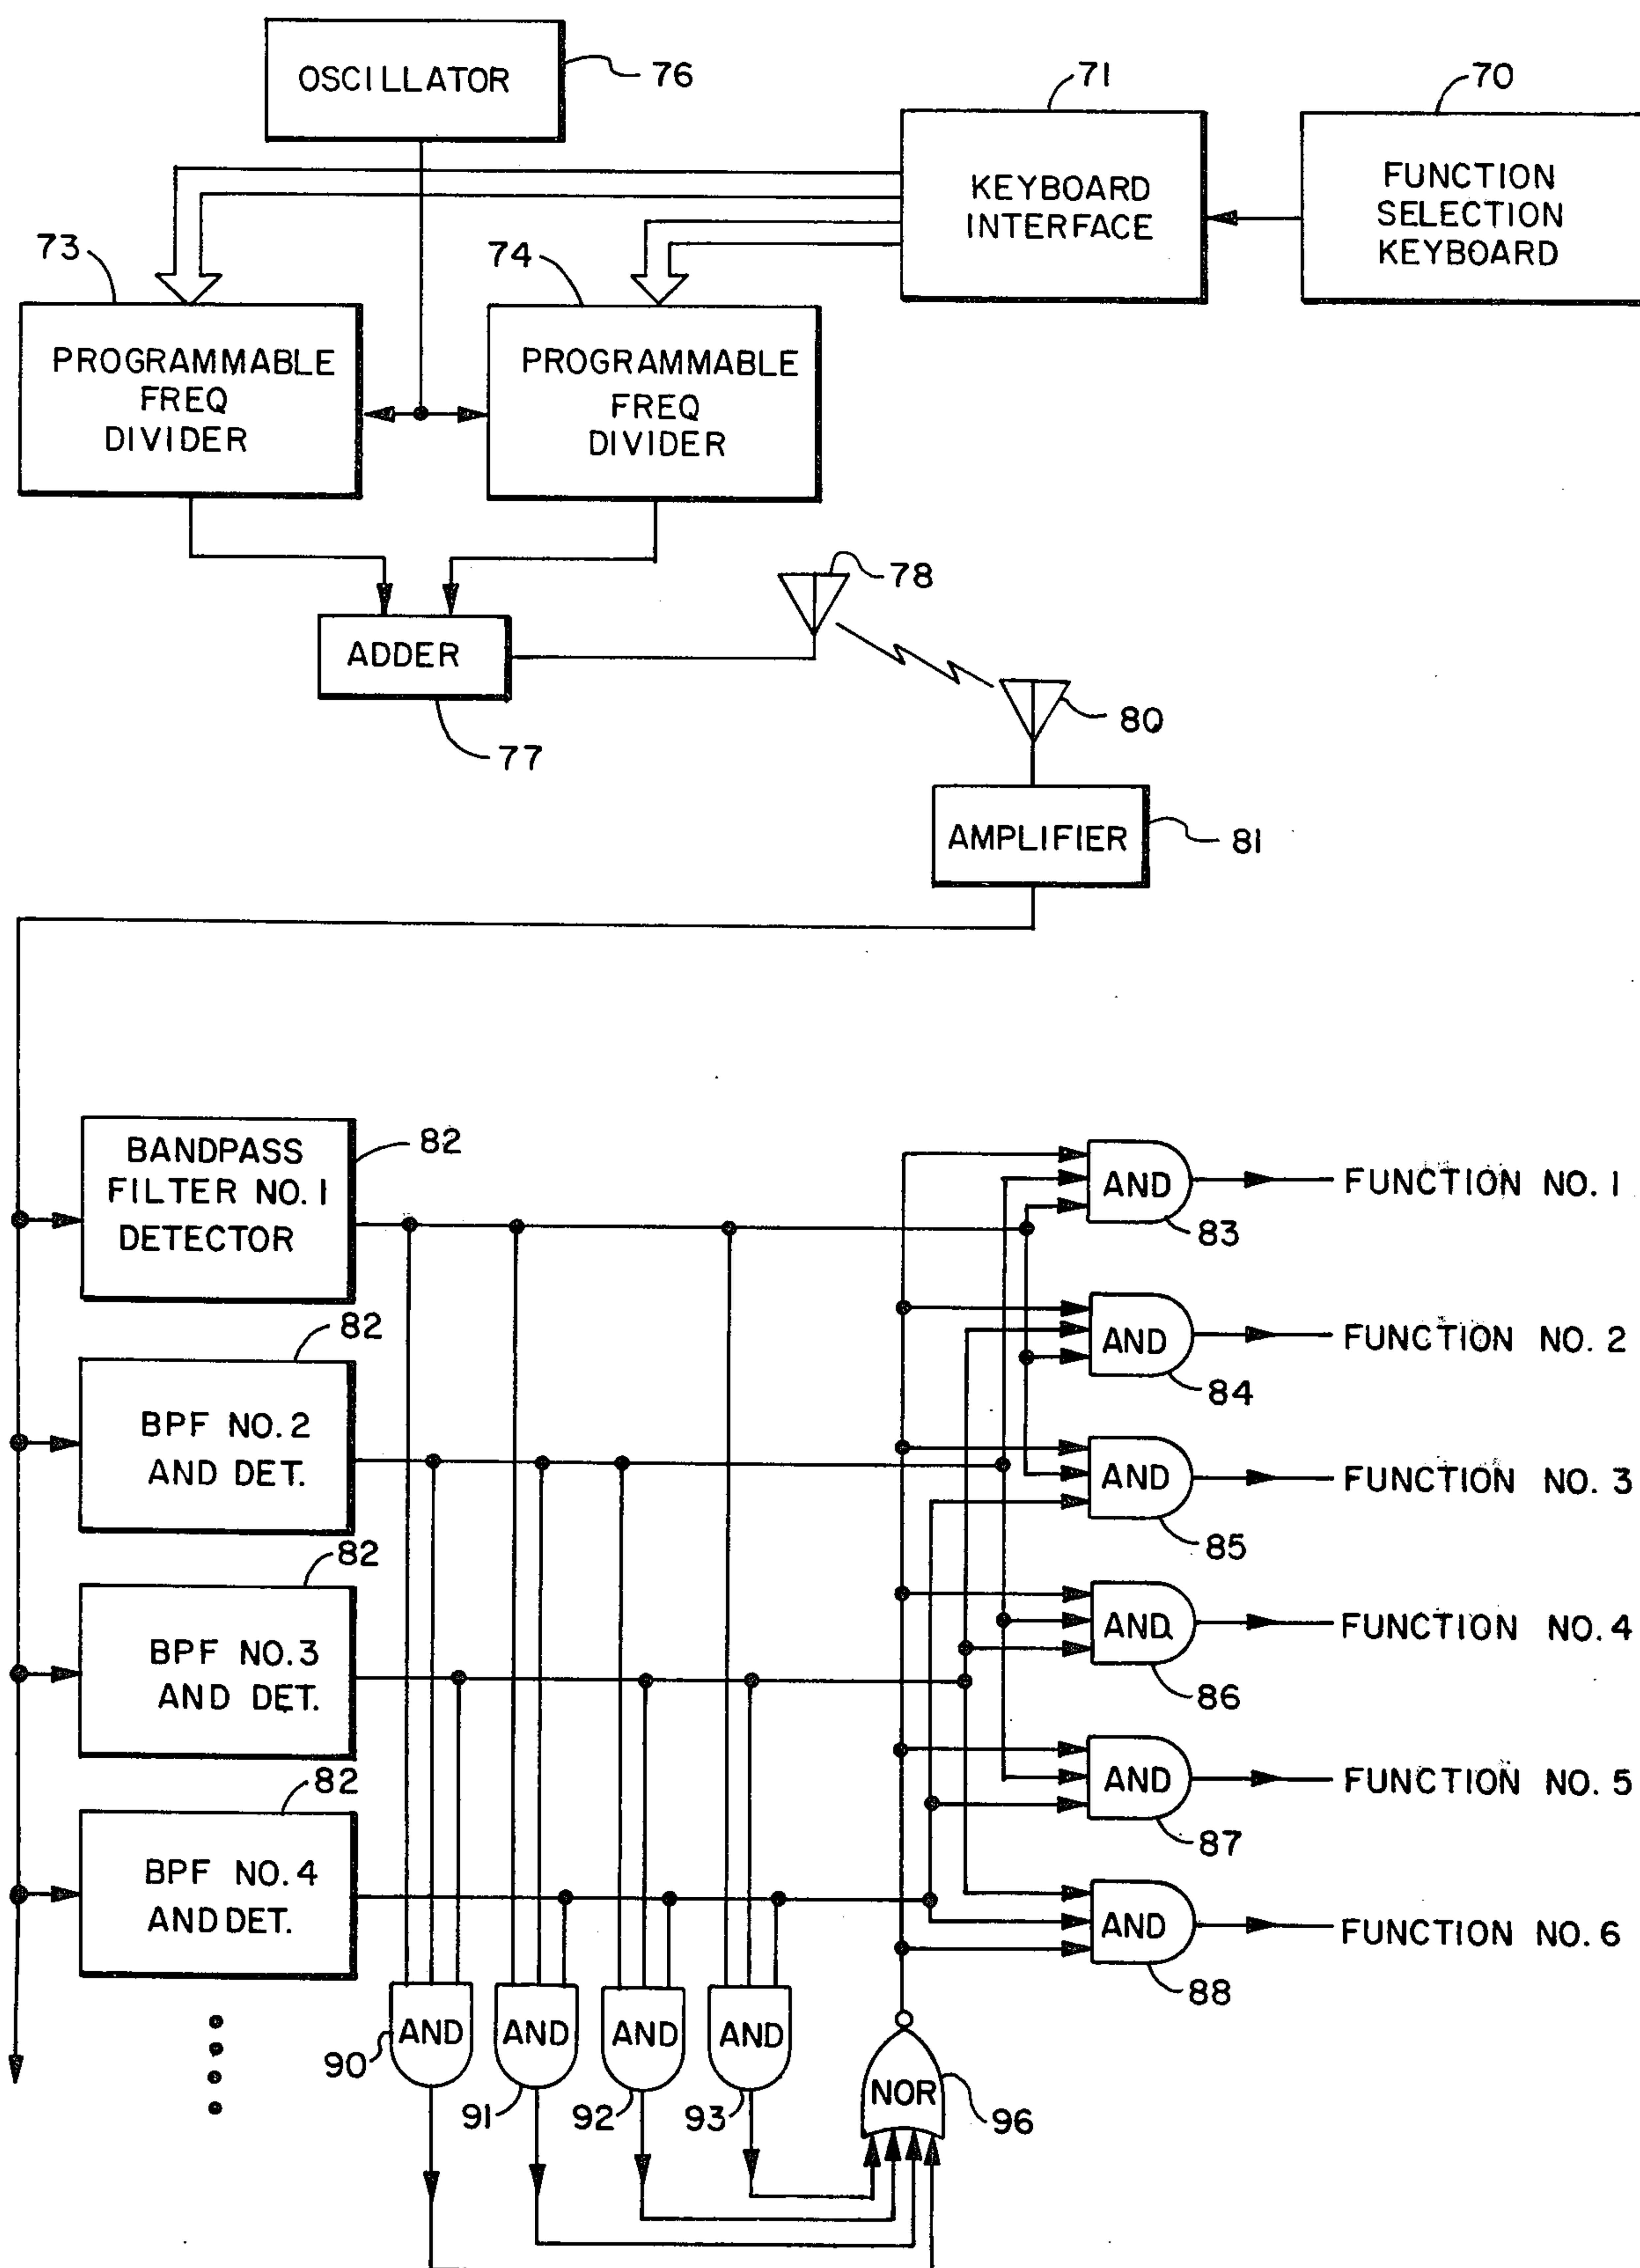 OSCILLATOR
76
71
70
KEYBOARD
INTERFACE
FUNCTION
SELECTION
KEYBOARD
73
74
PROGRAMMABLE
FREQ
DIVIDER
PROGRAMMABLE
FREQ
DIVIDER
78
ADDER
77
80
AMPLIFIER
81
BANDPASS
FILTER NO. 1
DETECTOR
82
AND
83
FUNCTION NO. 1
82
BPF NO. 2
AND DET.
AND
84
FUNCTION NO. 2
AND
85
FUNCTION NO. 3
82
BPF NO. 3
AND DET.
AND
86
FUNCTION NO. 4
AND
87
FUNCTION NO. 5
82
BPF NO. 4
AND DET.
AND
88
FUNCTION NO. 6
AND
90
AND
91
AND
92
AND
93
NOR
96